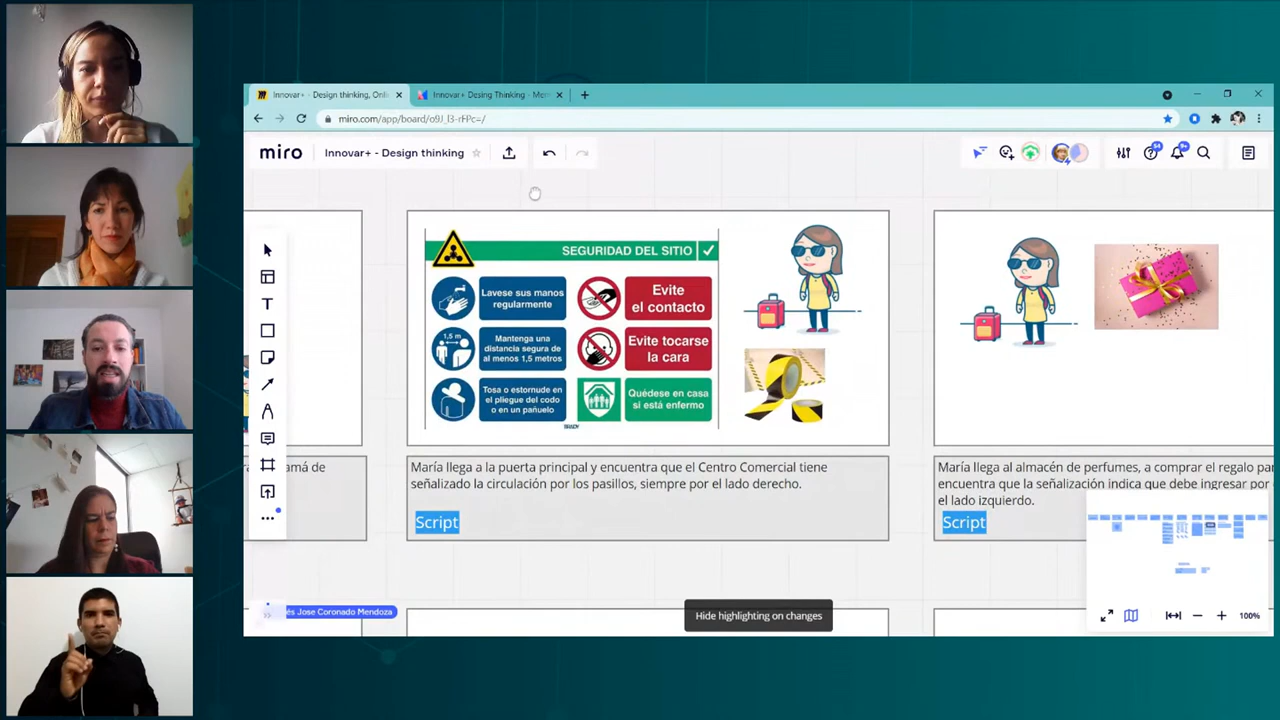 Innovar+ - Design thinking, Onli
Innovar+ Desing Thinking - Mem
miro.com/app/board/o9J_l3-rFPc=/
miro
Innovar+ - Design thinking
SEGURIDAD DEL SITIO
Lavese sus manos
regularmente
Evite
el contacto
1,5 m
Mantenga una
distancia segura de
al menos 1,5 metros
Evite tocarse
la cara
Tosa o estornude en
el pliegue del codo
o en un pañuelo
Quédese en casa
si está enfermo
BRADY
amá de
María llega a la puerta principal y encuentra que el Centro Comercial tiene
señalizado la circulación por los pasillos, siempre por el lado derecho.
Script
María llega al almacén de perfumes, a comprar el regalo par
encuentra que la señalización indica que debe ingresar por
el lado izquierdo.
Script
és Jose Coronado Mendoza
Hide highlighting on changes
100%